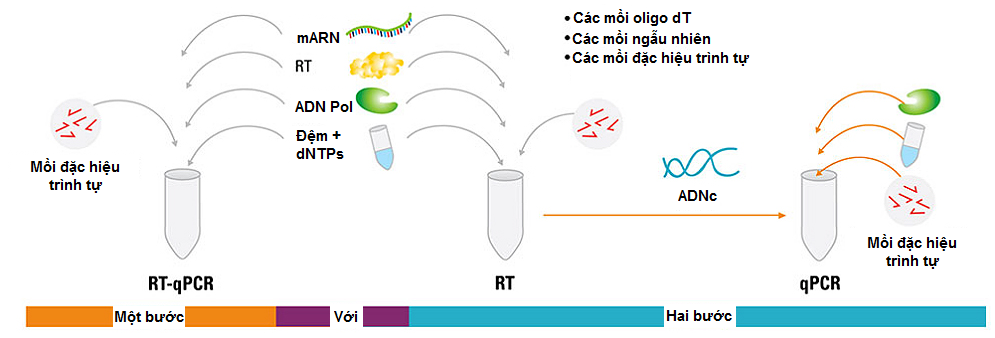 mARN
RT
ADN Pol
Đệm +
dNTPs
Mồi đặc hiệu
trình tự
• Các mồi oligo dT
• Các mồi ngẫu nhiên
• Các mồi đặc hiệu trình tự
ADNc
Mồi đặc hiệu
trình tự
RT-qPCR
RT
qPCR
Một bước
Với
Hai bước